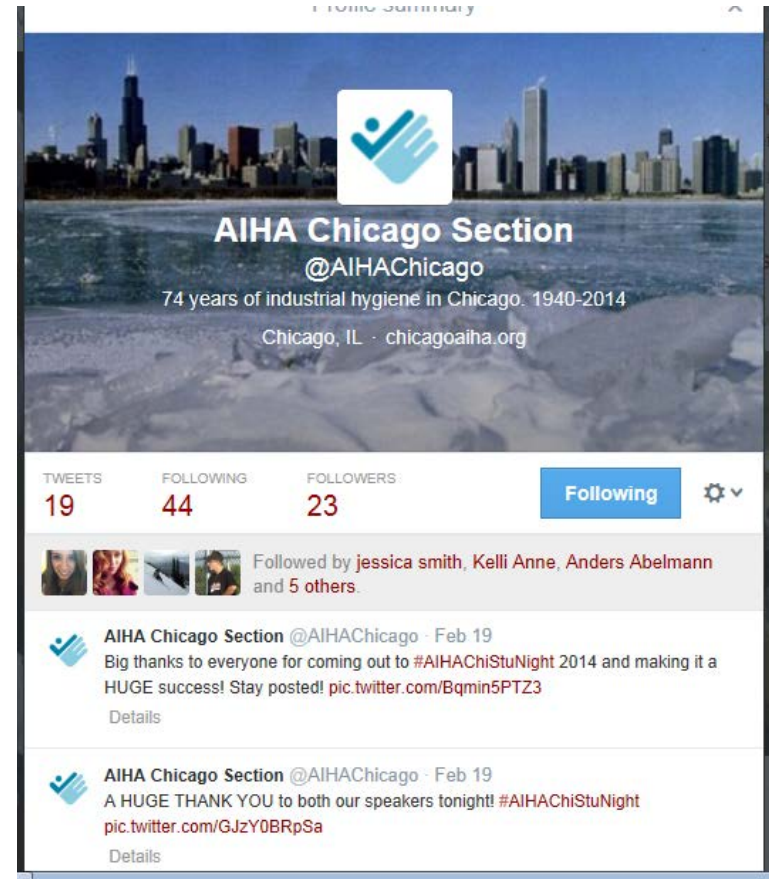 Profile summary
AIHA Chicago Section
@AIHAChicago
74 years of industrial hygiene in Chicago. 1940-2014
Chicago, IL · chicagoaiha.org
TWEETS FOLLOWING FOLLOWERS
19 44 23 Following
Followed by jessica smith, Kelli Anne, Anders Abelmann
and 5 others.
AIHA Chicago Section @AIHAChicago · Feb 19
Big thanks to everyone for coming out to #AIHAChiStuNight 2014 and making it a
HUGE success! Stay posted! pic.twitter.com/Bqmin5PTZ3
Details
AIHA Chicago Section @AIHAChicago · Feb 19
A HUGE THANK YOU to both our speakers tonight! #AIHAChiStuNight
pic.twitter.com/GJzY0BRpSa
Details